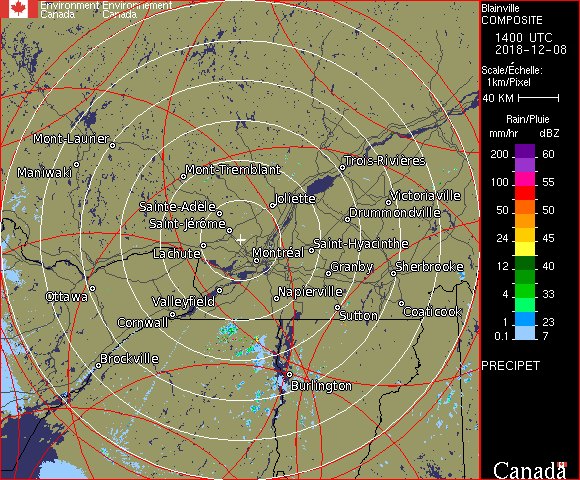 Environment Environnement
Canada Canada
Blainville
COMPOSITE
1400 UTC
2018-12-08
Scale/Échelle:
1km/Pixel
40 KM
Rain/Pluie
mm/hr dBZ
200 60
100 55
50 50
24 45
12 40
4 33
1 23
0.1 7
PRECIPET
Mont-Laurier
Maniwaki
Mont-Tremblant
Trois-Rivières
Joliette
Victoriaville
Sainte-Adèle
Drummondville
Saint-Jérôme
Saint-Hyacinthe
Lachute
Montréal
Granby
Sherbrooke
Ottawa
Valleyfield
Napierville
Coaticook
Cornwall
Sutton
Brockville
Burlington
Canada